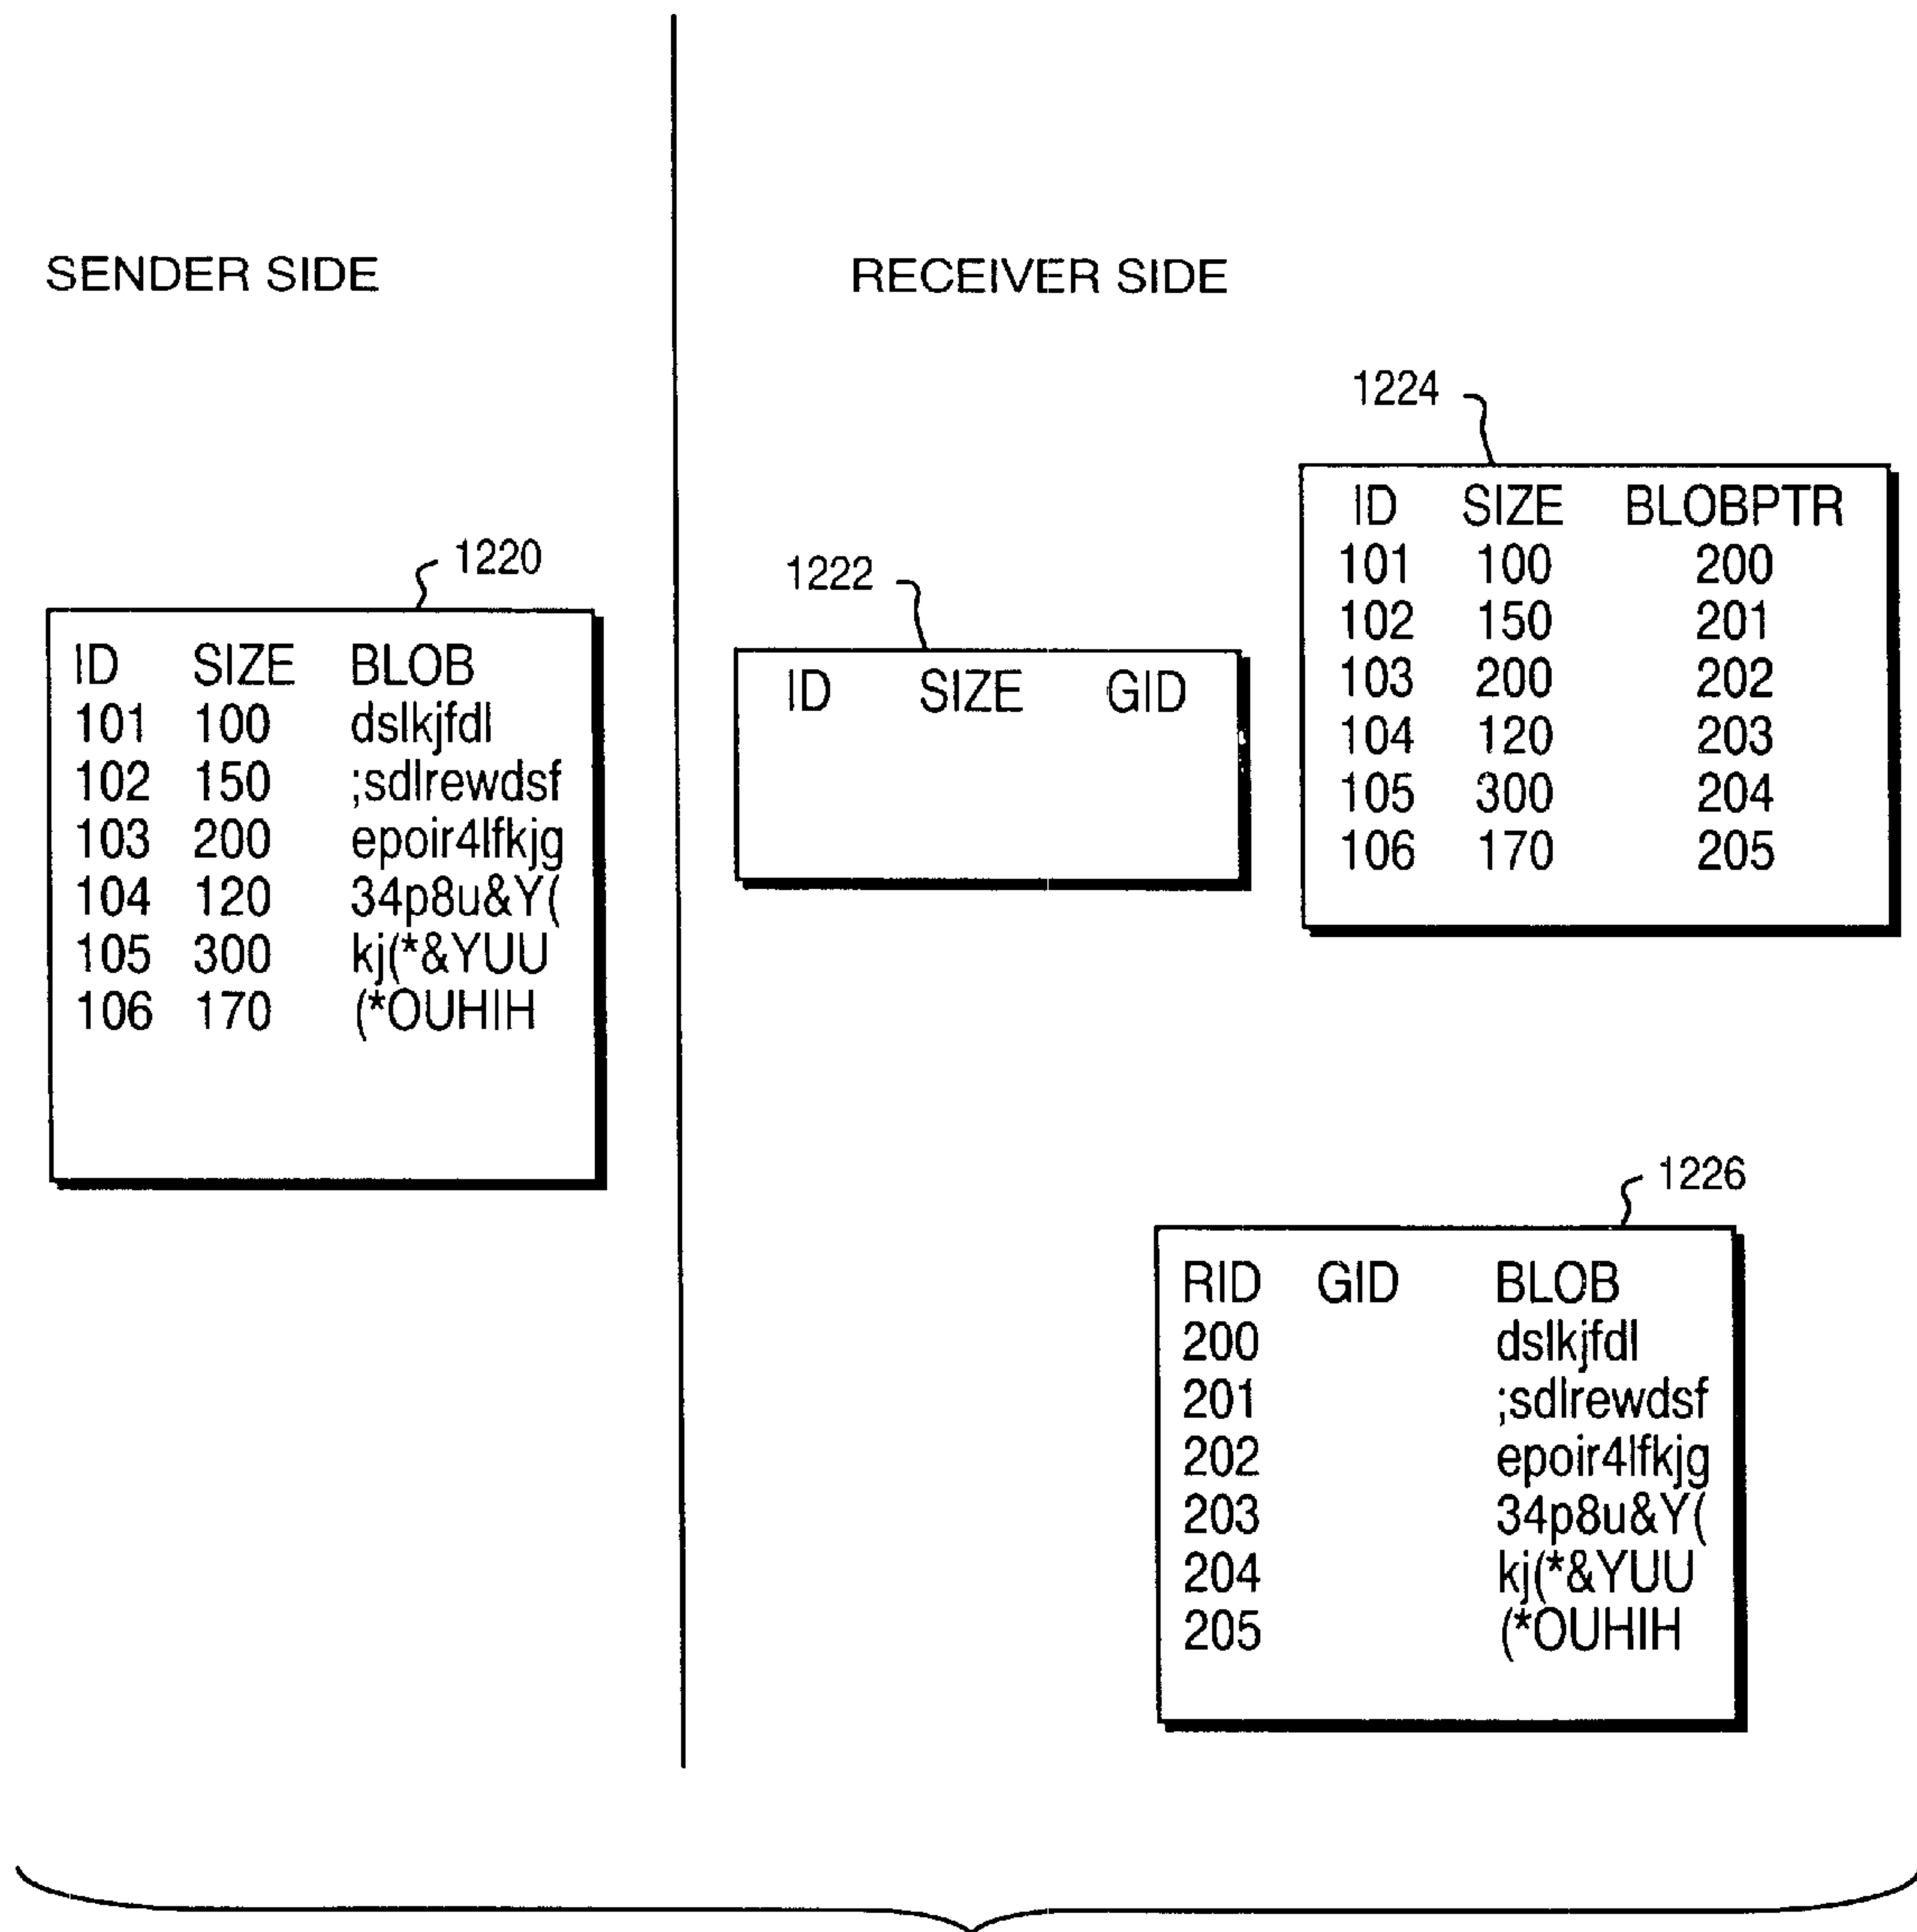 SENDER SIDE
1220
ID SIZE BLOB
101 100 dslkjfdl
102 150 ;sdlrewdsf
103 200 epoir4lfkjg
104 120 34p8u&Y(
105 300 kj(*&YUU
106 170 (*OUHIH
RECEIVER SIDE
1222
ID SIZE GID
1224
ID SIZE BLOBPTR
101 100 200
102 150 201
103 200 202
104 120 203
105 300 204
106 170 205
1226
RID GID BLOB
200 dslkjfdl
201 ;sdlrewdsf
202 epoir4lfkjg
203 34p8u&Y(
204 kj(*&YUU
205 (*OUHIH